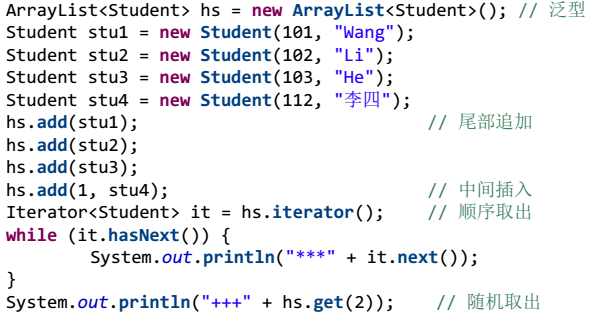 ArrayList<Student> hs = new ArrayList<Student>(); // 泛型
Student stu1 = new Student(101, "Wang");
Student stu2 = new Student(102, "Li");
Student stu3 = new Student(103, "He");
Student stu4 = new Student(112, "李四");
hs.add(stu1); // 尾部追加
hs.add(stu2);
hs.add(stu3);
hs.add(1, stu4); // 中间插入
Iterator<Student> it = hs.iterator(); // 顺序取出
while (it.hasNext()) {
System.out.println("***" + it.next());
}
System.out.println("+++" + hs.get(2)); // 随机取出